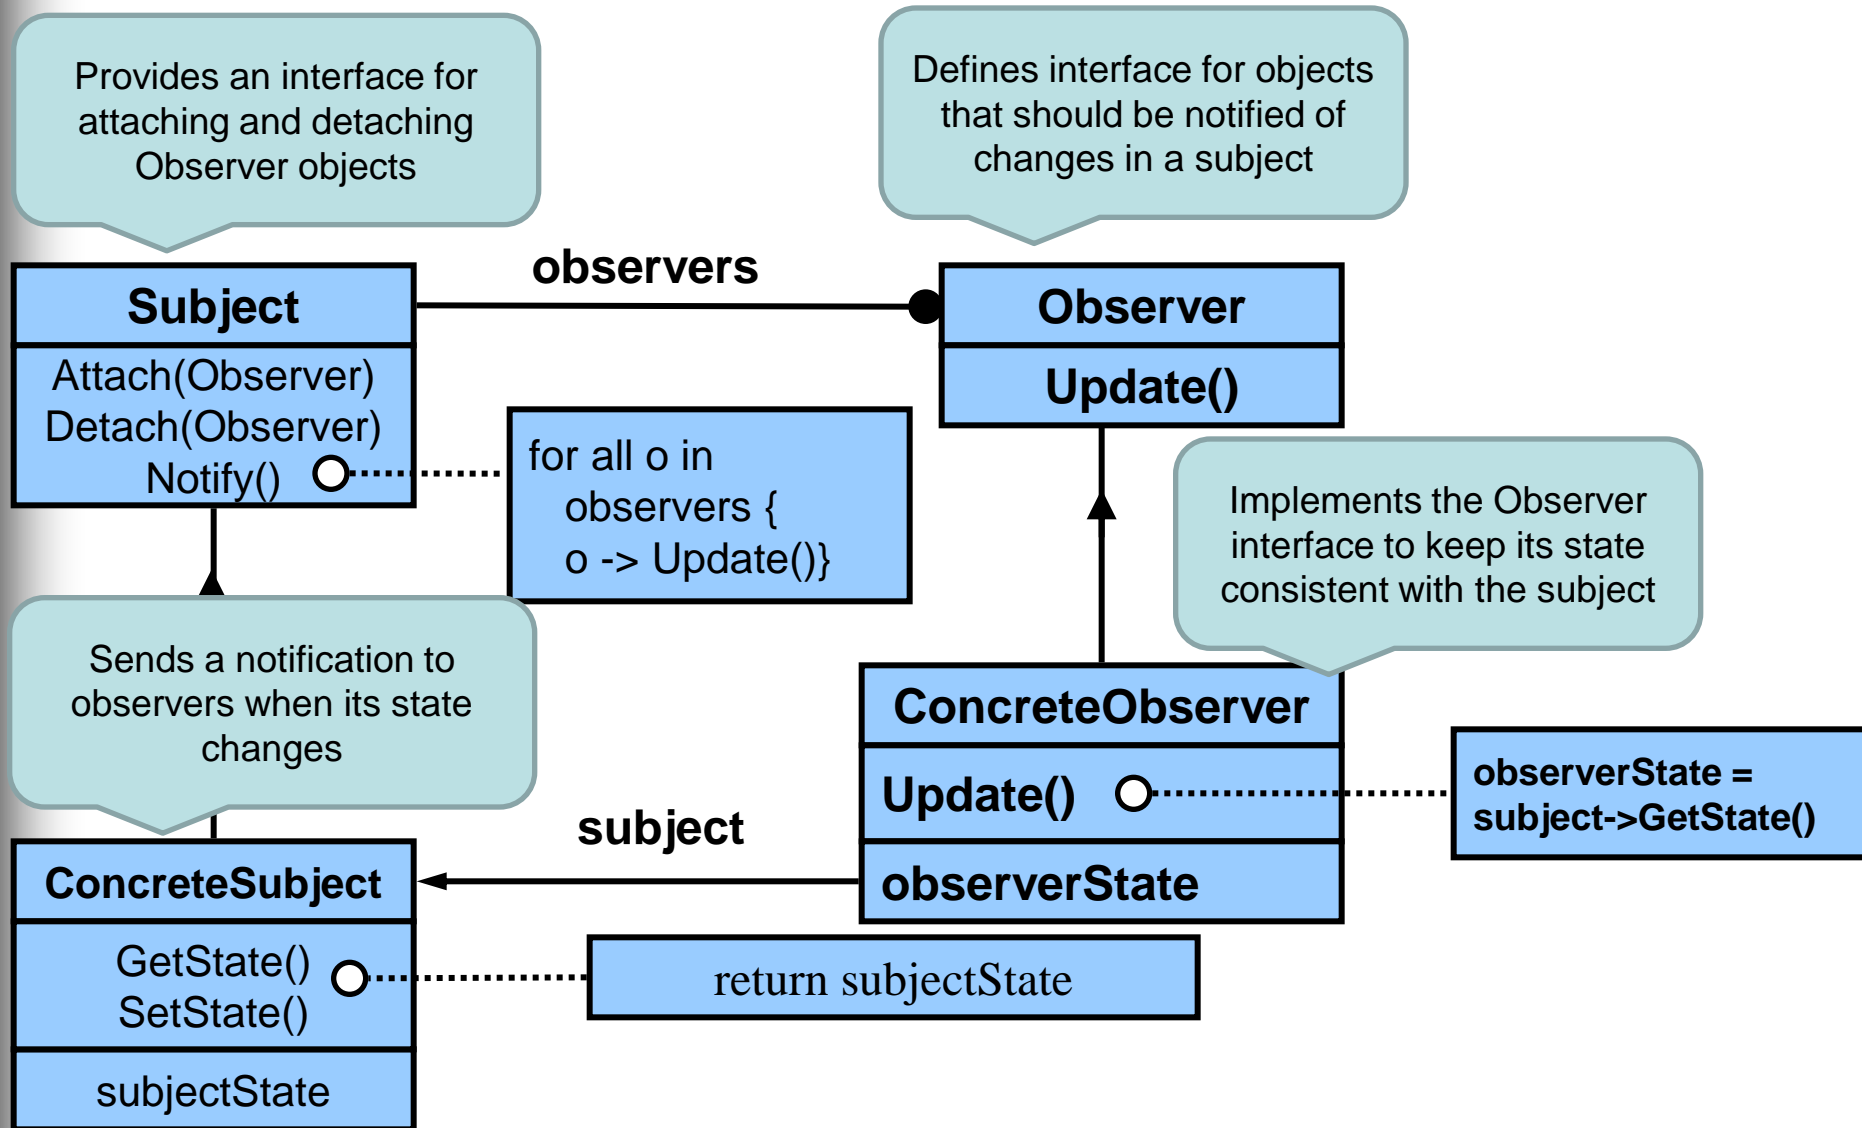 Provides an interface for
attaching and detaching
Observer objects
Defines interface for objects
that should be notified of
changes in a subject
observers
Subject
Attach(Observer)
Detach(Observer)
Notify()
for all o in
observers {
o -> Update()}
Observer
Update()
Implements the Observer
interface to keep its state
consistent with the subject
Sends a notification to
observers when its state
changes
ConcreteObserver
Update()
observerState
observerState =
subject->GetState()
subject
ConcreteSubject
GetState()
SetState()
subjectState
return subjectState